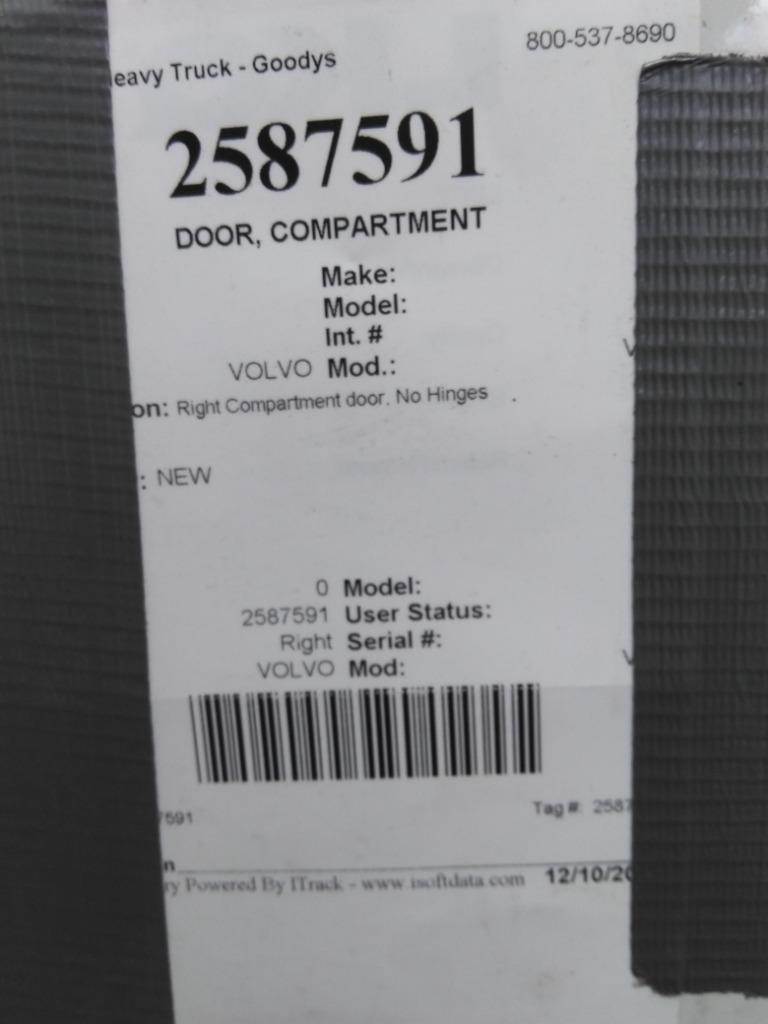 eavy Truck - Goodys 800-537-8690
2587591
DOOR, COMPARTMENT
Make:
Model:
Int. #
VOLVO Mod.:
on: Right Compartment door. No Hinges .
: NEW
0 Model:
2587591 User Status:
Right Serial #:
VOLVO Mod:
7591 Tag #: 2587
n
ry Powered By ITrack - www.isoftdata.com 12/10/20